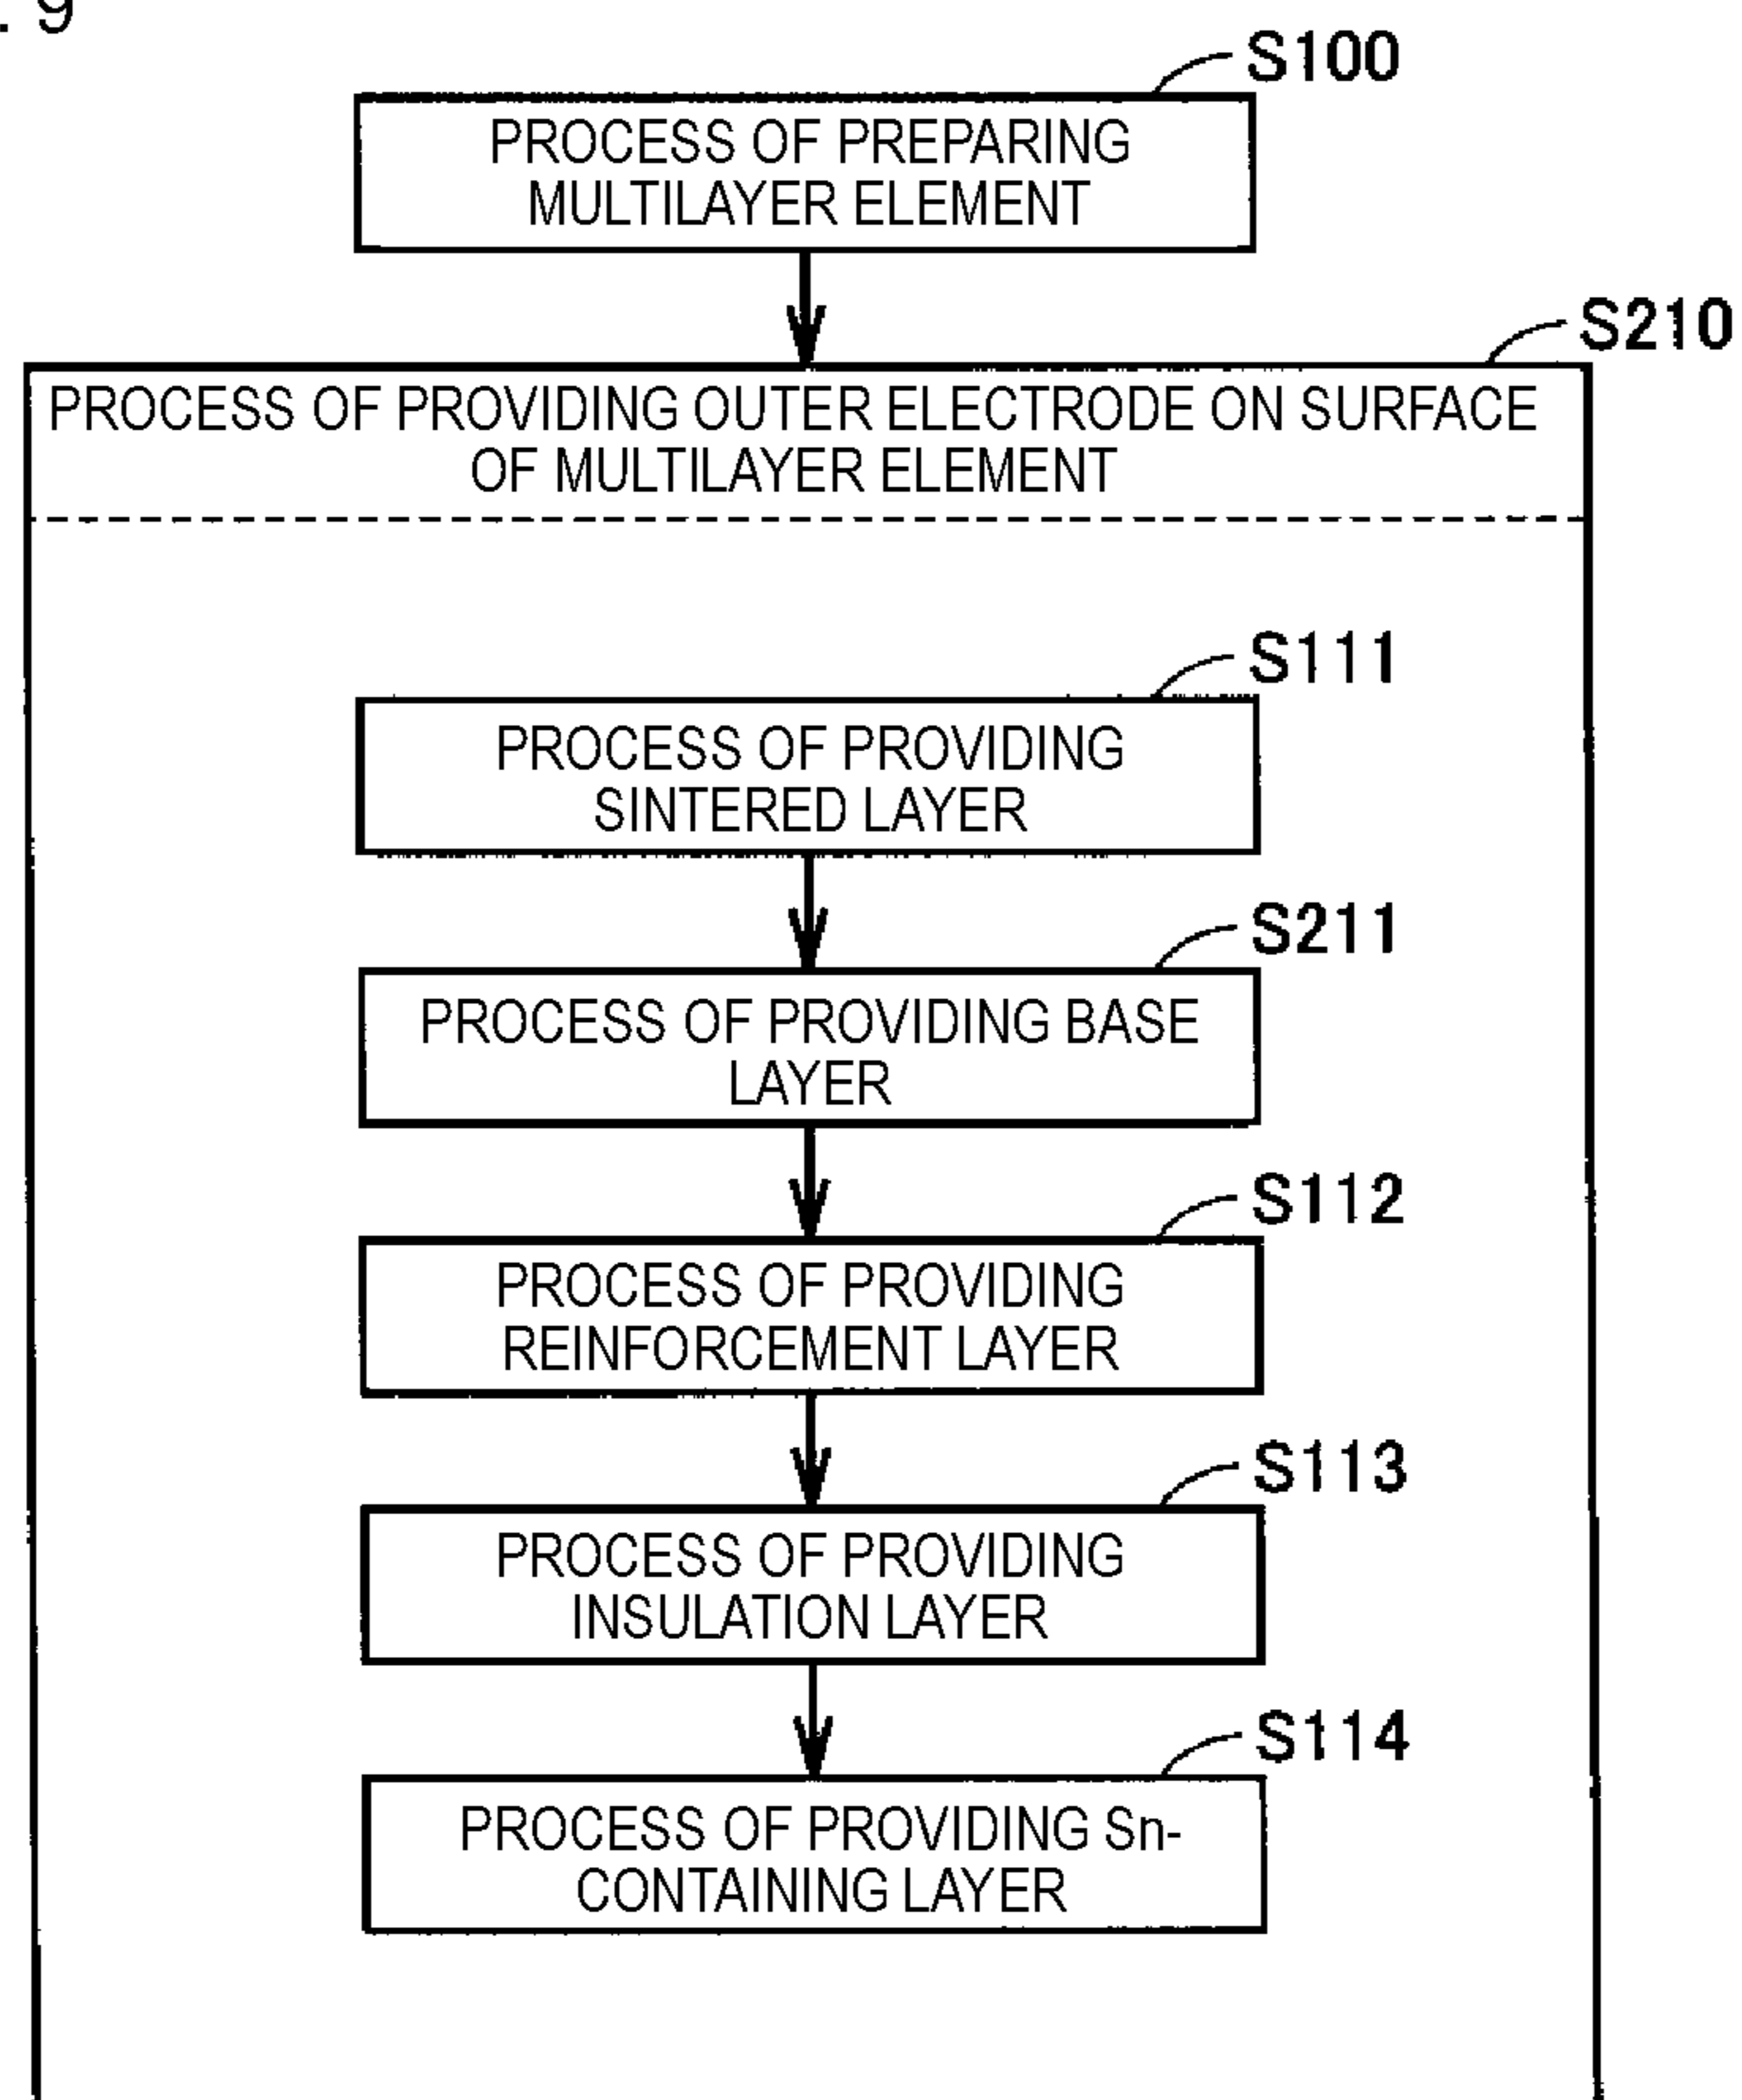 . 9
S100
PROCESS OF PREPARING
MULTILAYER ELEMENT
S210
PROCESS OF PROVIDING OUTER ELECTRODE ON SURFACE
OF MULTILAYER ELEMENT
S111
PROCESS OF PROVIDING
SINTERED LAYER
S211
PROCESS OF PROVIDING BASE
LAYER
S112
PROCESS OF PROVIDING
REINFORCEMENT LAYER
S113
PROCESS OF PROVIDING
INSULATION LAYER
S114
PROCESS OF PROVIDING Sn-
CONTAINING LAYER